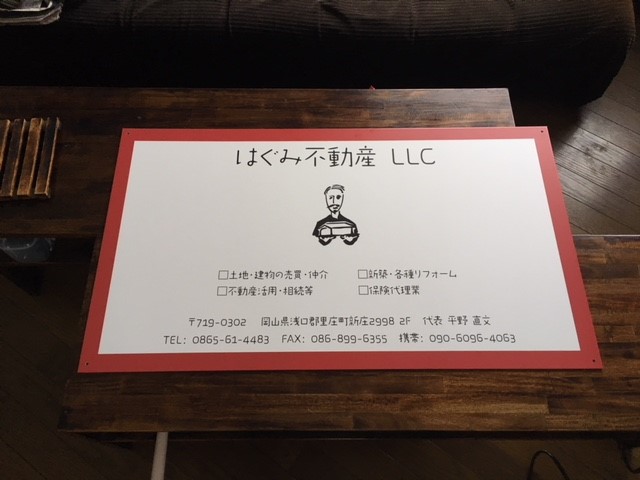 はぐみ不動産 LLC
□土地・建物の売買・仲介 □新築・各種リフォーム
□不動産活用・相続等 □保険代理業
〒719-0302 岡山県浅口郡里庄町新庄2998 2F 代表 平野 直文
TEL: 0865-61-4483 FAX: 086-899-6355 携帯: 090-6096-4063